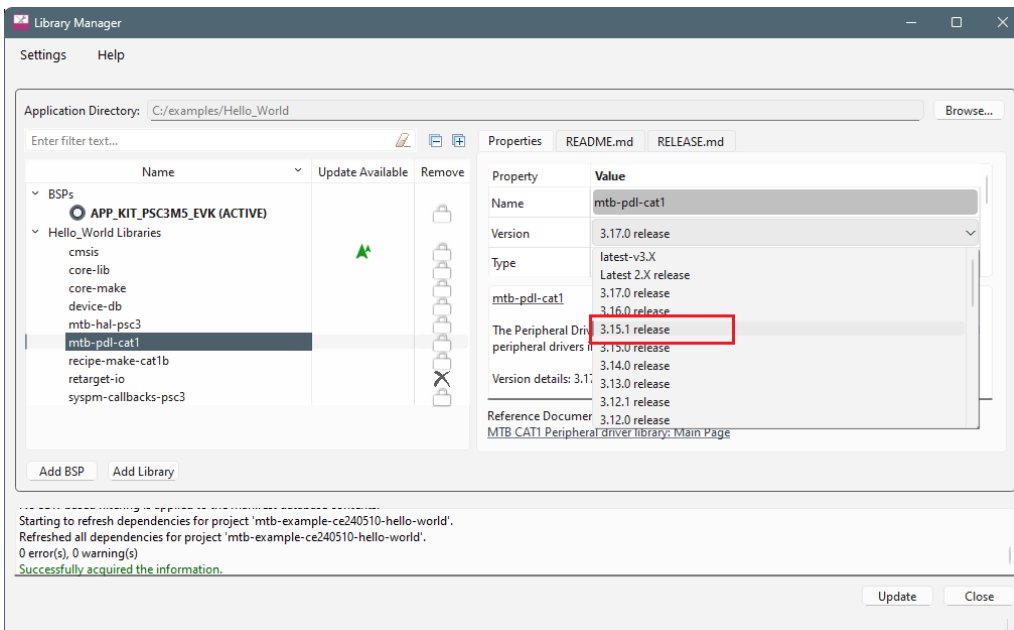 Library Manager
Settings Help
Application Directory: C:/examples/Hello_World Browse...
Enter filter text...
Name Update Available Remove
BSPs
APP_KIT_PSC3M5_EVK (ACTIVE)
Hello_World Libraries
cmsis
core-lib
core-make
device-db
mtb-hal-psc3
mtb-pdl-cat1
recipe-make-cat1b
retarget-io
syspm-callbacks-psc3
Add BSP Add Library
Properties README.md RELEASE.md
Property Value
Name mtb-pdl-cat1
Version 3.17.0 release
Type
latest-v3.X
Latest 2.X release
3.17.0 release
3.16.0 release
3.15.1 release
3.15.0 release
3.14.0 release
3.13.0 release
3.12.1 release
3.12.0 release
mtb-pdl-cat1
The Peripheral
peripheral drivers
Version details:
Reference
MTB CAT1 Peripheral driver library: Main Page
Starting to refresh dependencies for project 'mtb-example-ce240510-hello-world'.
Refreshed all dependencies for project 'mtb-example-ce240510-hello-world'.
0 error(s), 0 warning(s)
Successfully acquired the information.
Update Close